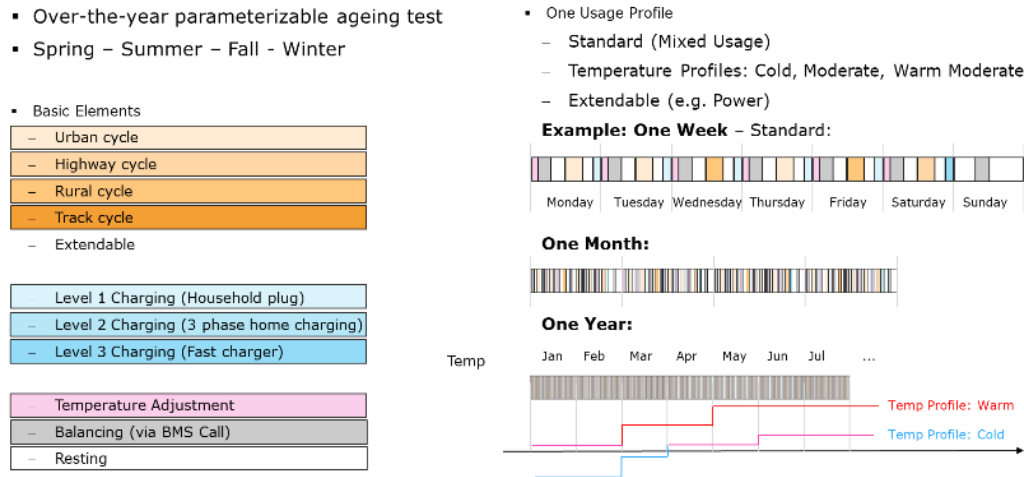 ▪ Over-the-year parameterizable ageing test
▪ Spring – Summer – Fall - Winter
▪ Basic Elements
– Urban cycle
– Highway cycle
– Rural cycle
– Track cycle
– Extendable
– Level 1 Charging (Household plug)
– Level 2 Charging (3 phase home charging)
– Level 3 Charging (Fast charger)
– Temperature Adjustment
– Balancing (via BMS Call)
– Resting
▪ One Usage Profile
– Standard (Mixed Usage)
– Temperature Profiles: Cold, Moderate, Warm Moderate
– Extendable (e.g. Power)
Example: One Week – Standard:
Monday Tuesday Wednesday Thursday Friday Saturday Sunday
One Month:
One Year:
Jan Feb Mar Apr May Jun Jul ...
Temp
Temp Profile: Warm
Temp Profile: Cold